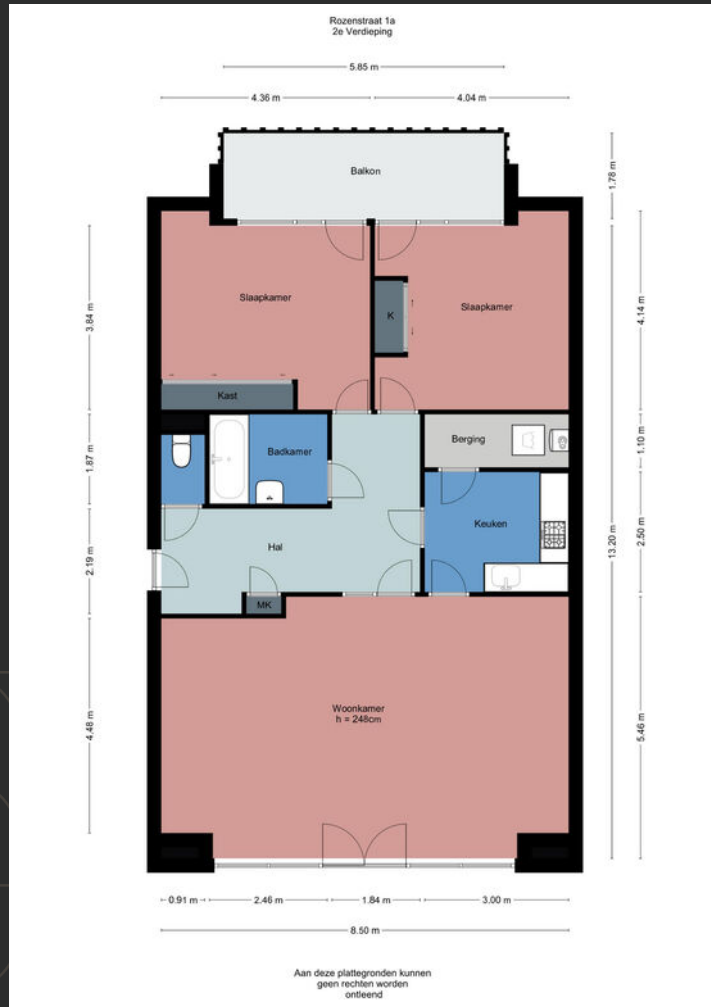 Rozenstraat 1a
2e Verdieping
5.85 m
4.36 m
4.04 m
1.78 m
Balkon
3.84 m
4.14 m
Slaapkamer
Slaapkamer
K
Kast
1.87 m
1.10 m
Badkamer
Berging
13.20 m
2.50 m
Keuken
2.19 m
Hal
MK
4.48 m
5.46 m
Woonkamer
h = 248cm
0.91 m
2.46 m
1.84 m
3.00 m
8.50 m
Aan deze plattegronden kunnen
geen rechten worden
ontleend